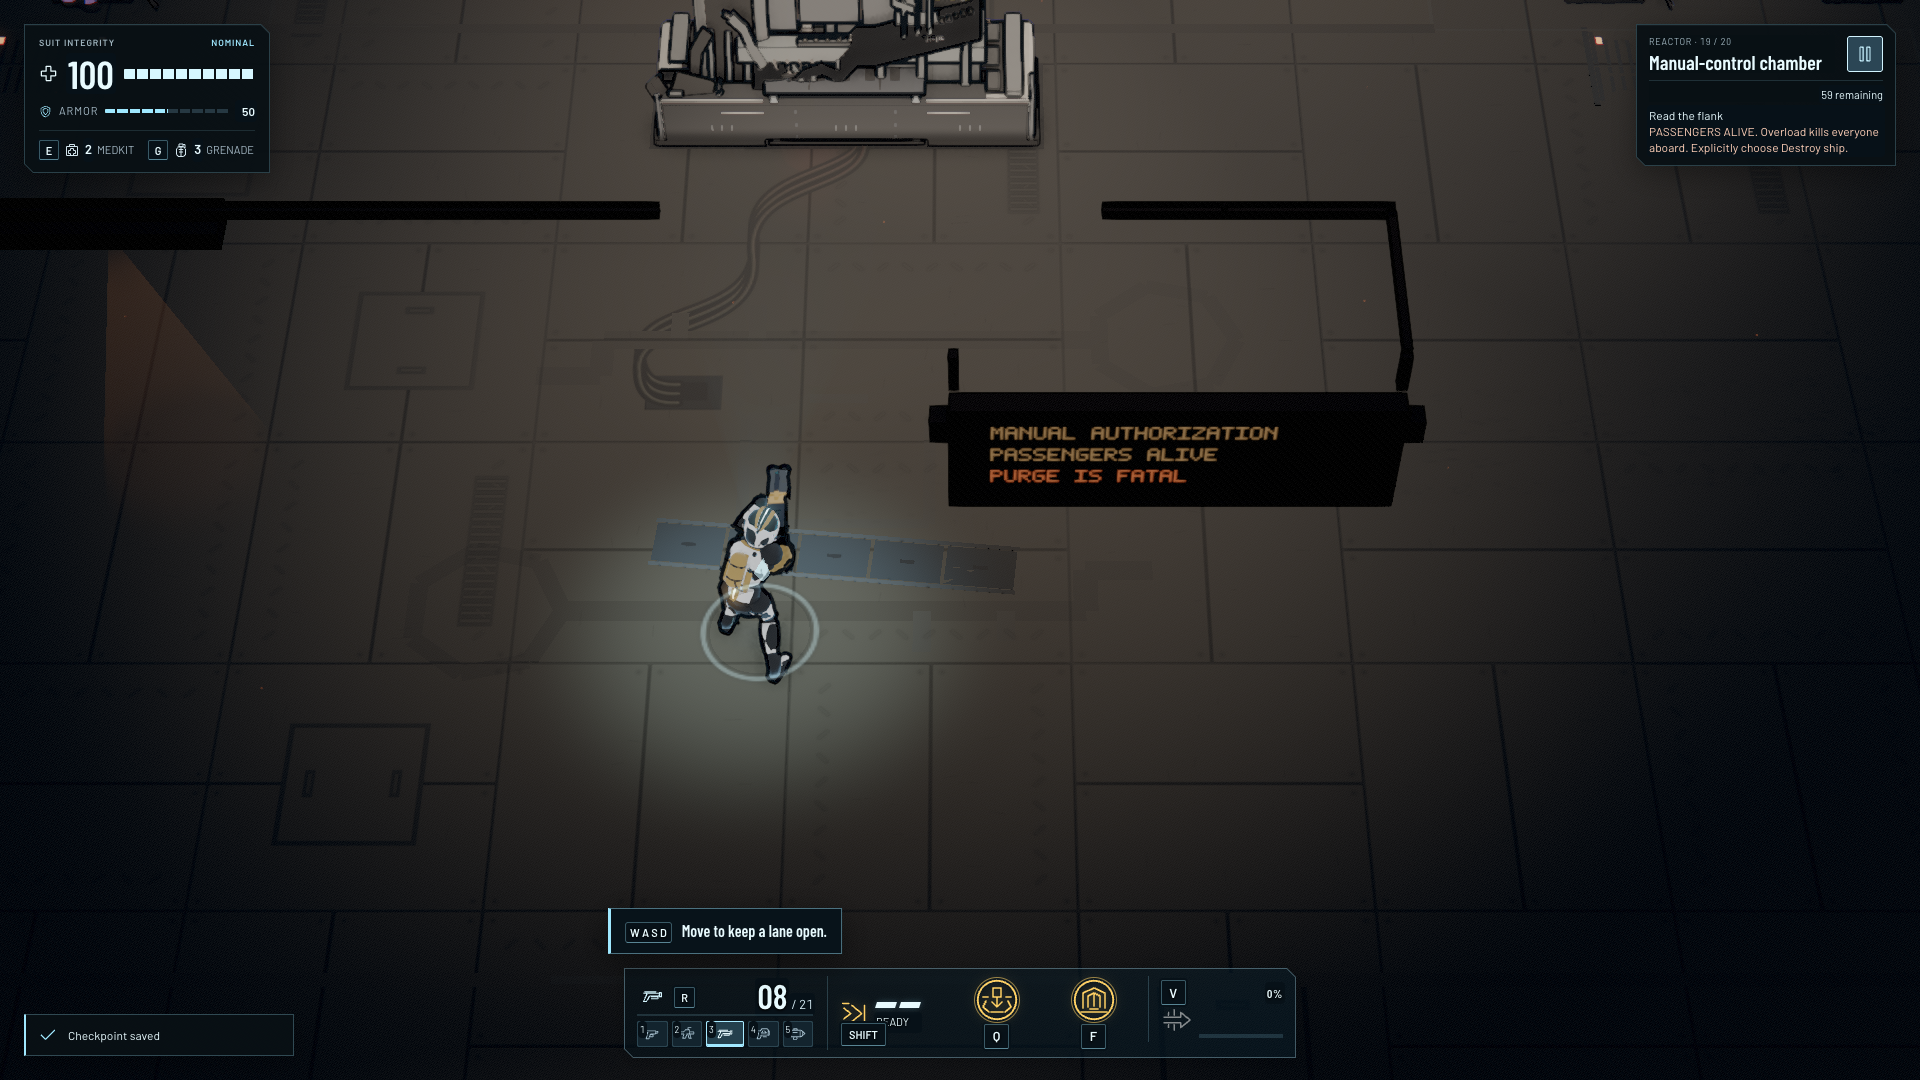 SUIT INTEGRITY NOMINAL
100
ARMOR 50
E 2 MEDKIT G 3 GRENADE
REACTOR · 19 / 20
Manual-control chamber
59 remaining
Read the flank
PASSENGERS ALIVE. Overload kills everyone
aboard. Explicitly choose Destroy ship.
MANUAL AUTHORIZATION
PASSENGERS ALIVE
PURGE IS FATAL
WASD Move to keep a lane open.
R 08 / 21
1 2 3 4 5
READY
SHIFT
Q
F
V 0%
Checkpoint saved